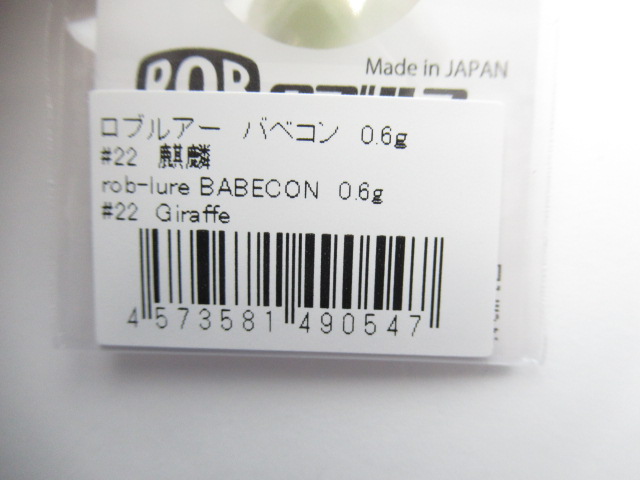 Made in JAPAN
ROB
ロブルアー バベコン 0.6g
#22 麒麟
rob-lure BABECON 0.6g
#22 Giraffe
4 573581 490547